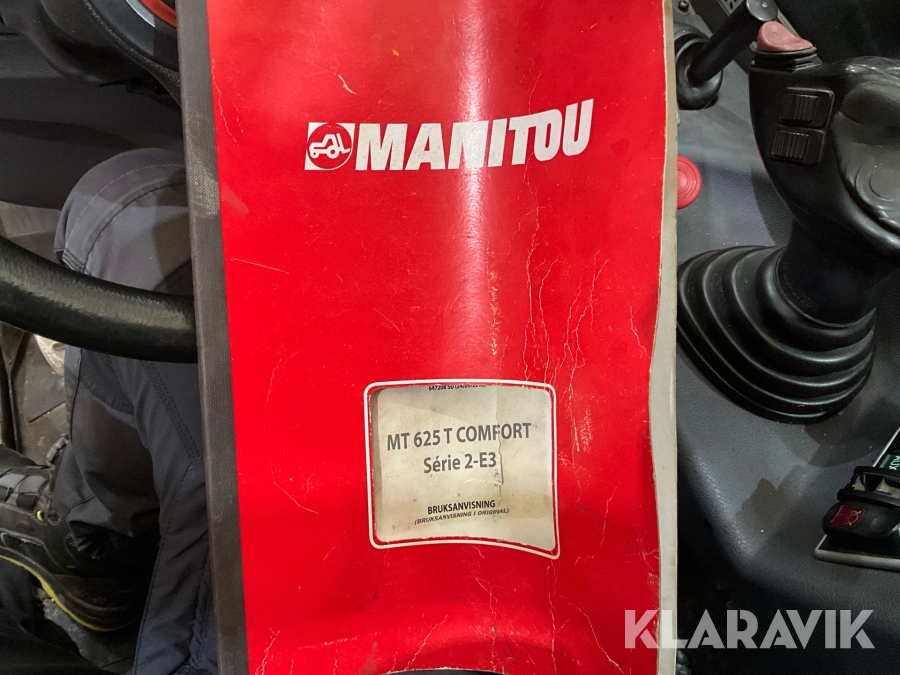 MANITOU
MT 625 T COMFORT
Série 2-E3
BRUKSANVISNING
(BRUKSANVISNING I ORIGINAL)
KLARAVIK